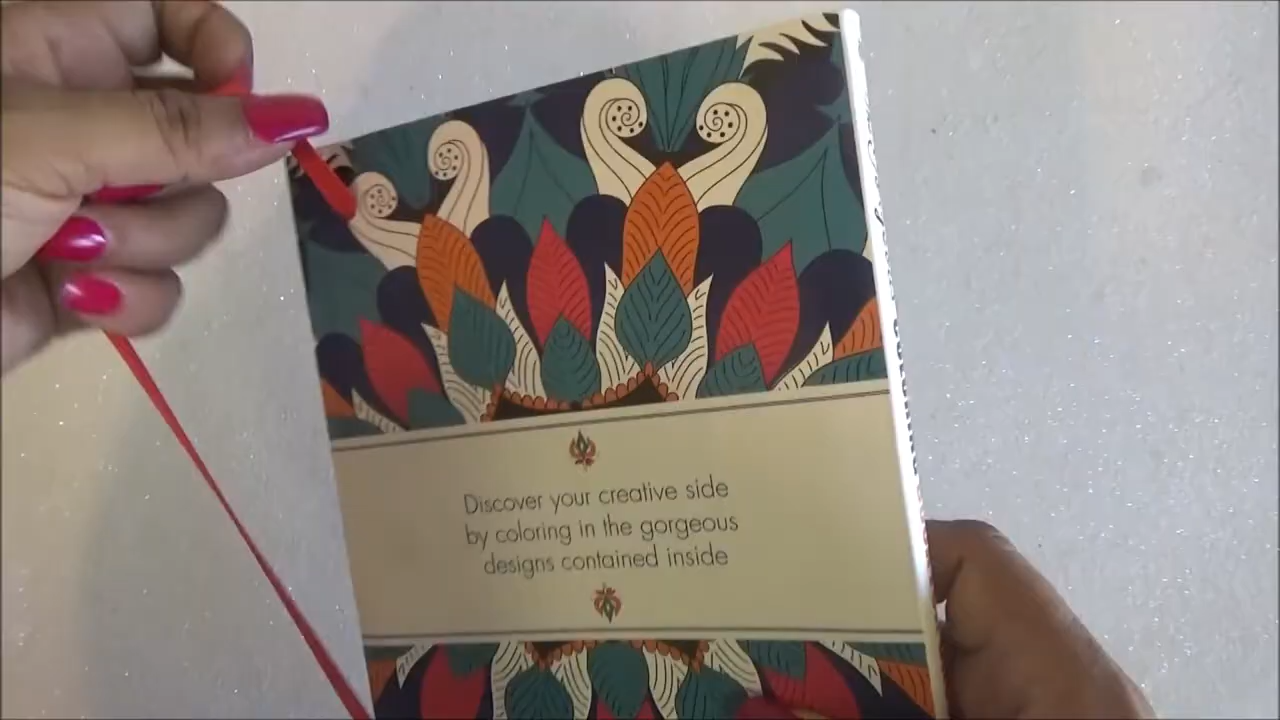 Discover your creative side
by coloring in the gorgeous
designs contained inside